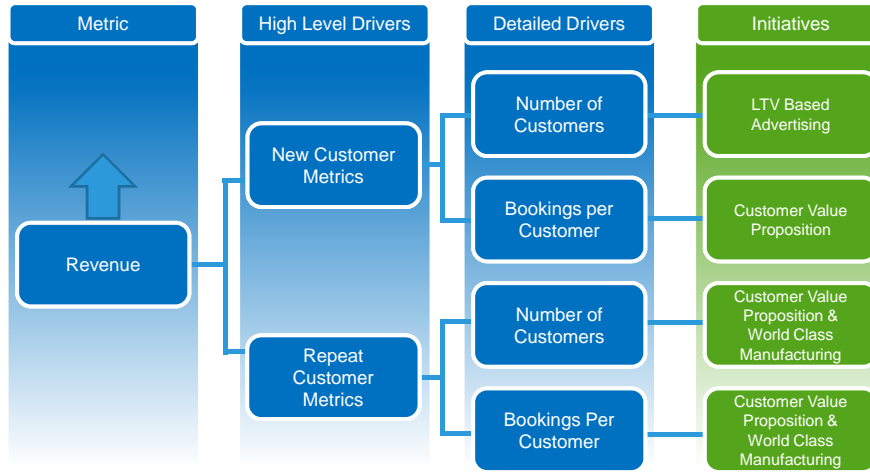 Metric
High Level Drivers
Detailed Drivers
Initiatives
Revenue
New Customer
Metrics
Repeat
Customer
Metrics
Number of
Customers
Bookings per
Customer
Number of
Customers
Bookings Per
Customer
LTV Based
Advertising
Customer Value
Proposition
Customer Value
Proposition &
World Class
Manufacturing
Customer Value
Proposition &
World Class
Manufacturing